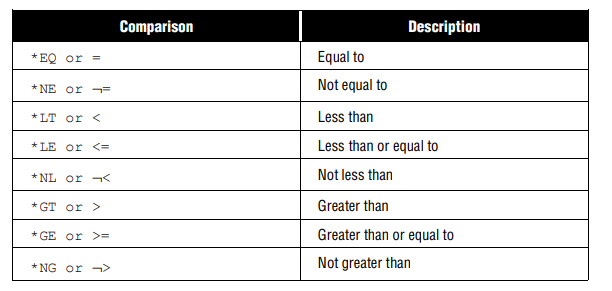 Comparison Description
*EQ or = Equal to
*NE or ¬= Not equal to
*LT or < Less than
*LE or <= Less than or equal to
*NL or ¬< Not less than
*GT or > Greater than
*GE or >= Greater than or equal to
*NG or ¬> Not greater than